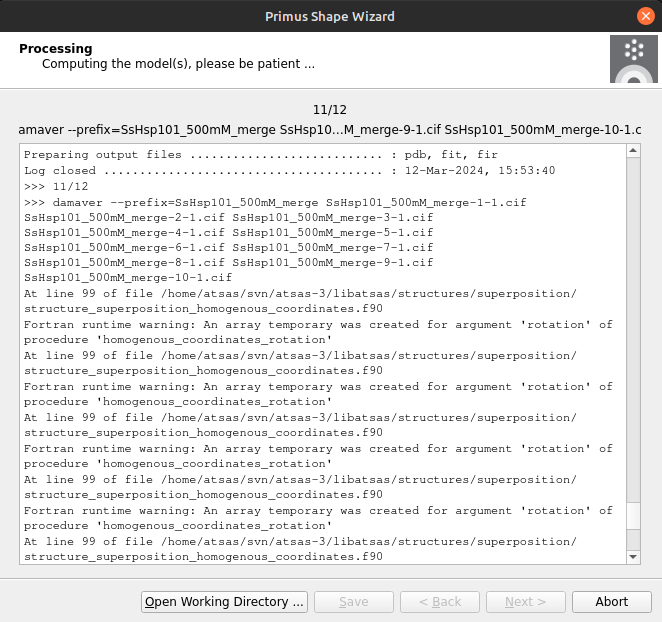 Primus Shape Wizard
Processing
Computing the model(s), please be patient ...
11/12
amaver --prefix=SsHsp101_500mM_merge SsHsp10...M_merge-9-1.cif SsHsp101_500mM_merge-10-1.c
Preparing output files ........................... : pdb, fit, fir
Log closed ....................................... : 12-Mar-2024, 15:53:40
>>> 11/12
>>> damaver --prefix=SsHsp101_500mM_merge SsHsp101_500mM_merge-1-1.cif
SsHsp101_500mM_merge-2-1.cif SsHsp101_500mM_merge-3-1.cif
SsHsp101_500mM_merge-4-1.cif SsHsp101_500mM_merge-5-1.cif
SsHsp101_500mM_merge-6-1.cif SsHsp101_500mM_merge-7-1.cif
SsHsp101_500mM_merge-8-1.cif SsHsp101_500mM_merge-9-1.cif
SsHsp101_500mM_merge-10-1.cif
At line 99 of file /home/atsas/svn/atsas-3/libatsas/structures/superposition/
structure_superposition_homogenous_coordinates.f90
Fortran runtime warning: An array temporary was created for argument 'rotation' of
procedure 'homogenous_coordinates_rotation'
At line 99 of file /home/atsas/svn/atsas-3/libatsas/structures/superposition/
structure_superposition_homogenous_coordinates.f90
Fortran runtime warning: An array temporary was created for argument 'rotation' of
procedure 'homogenous_coordinates_rotation'
At line 99 of file /home/atsas/svn/atsas-3/libatsas/structures/superposition/
structure_superposition_homogenous_coordinates.f90
Fortran runtime warning: An array temporary was created for argument 'rotation' of
procedure 'homogenous_coordinates_rotation'
At line 99 of file /home/atsas/svn/atsas-3/libatsas/structures/superposition/
structure_superposition_homogenous_coordinates.f90
Fortran runtime warning: An array temporary was created for argument 'rotation' of
procedure 'homogenous_coordinates_rotation'
At line 99 of file /home/atsas/svn/atsas-3/libatsas/structures/superposition/
structure_superposition_homogenous_coordinates.f90
Open Working Directory ... Save < Back Next > Abort